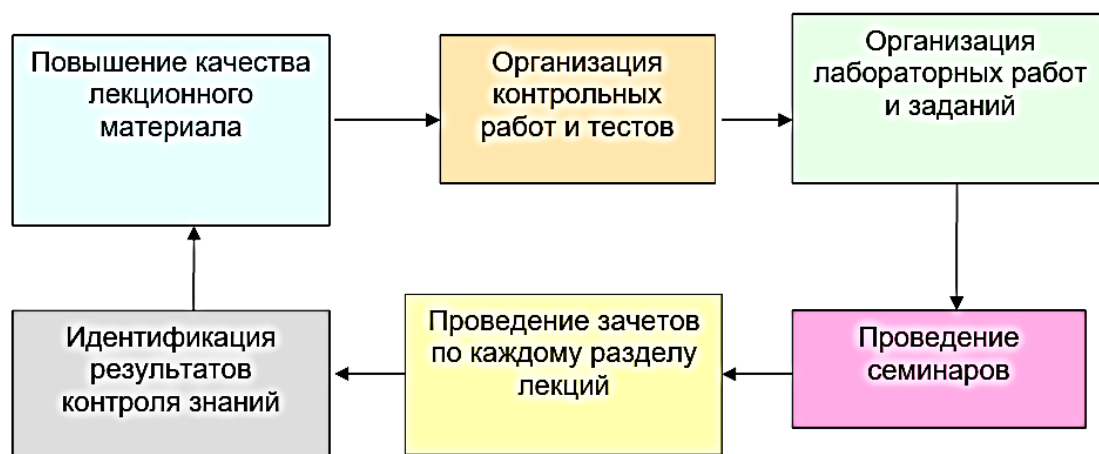 Повышение качества
лекционного
материала
Организация
контрольных
работ и тестов
Организация
лабораторных работ
и заданий
Идентификация
результатов
контроля знаний
Проведение зачетов
по каждому разделу
лекций
Проведение
семинаров